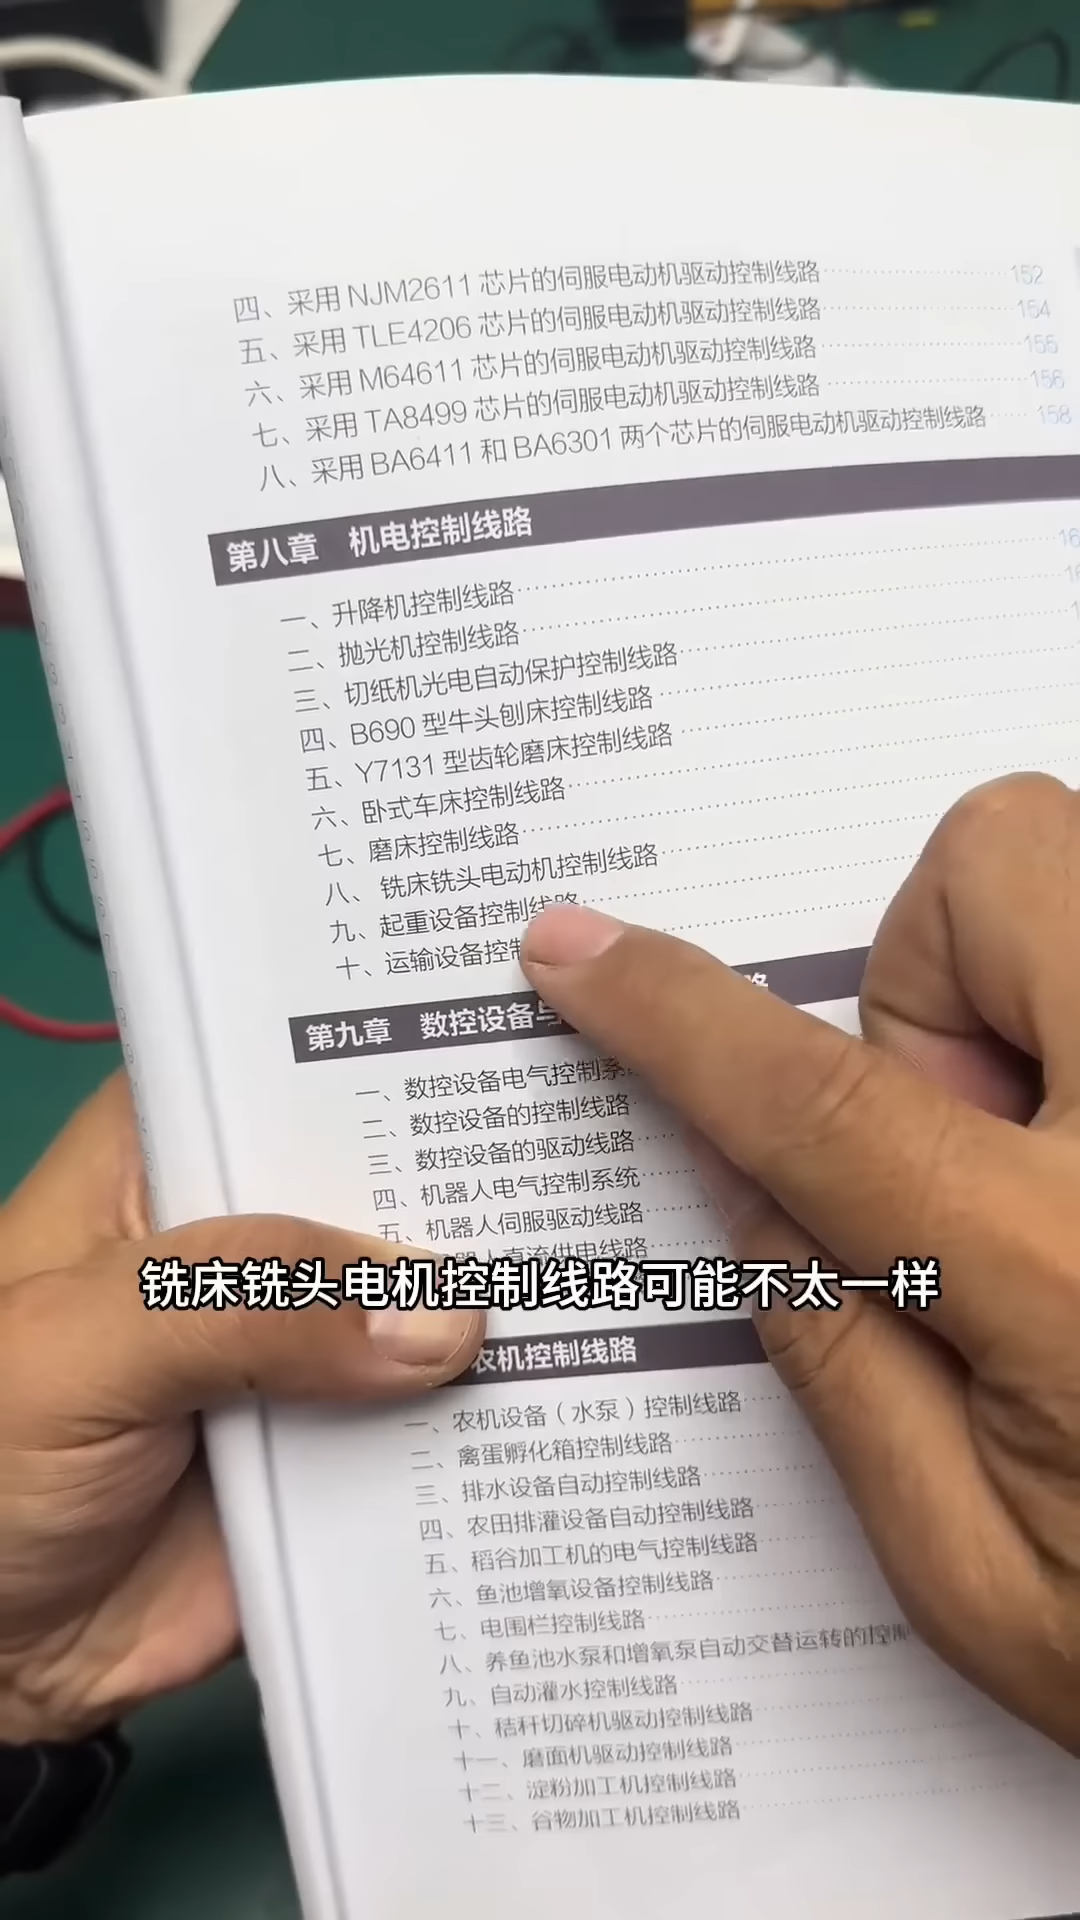 四、采用 NJM2611 芯片的伺服电动机驱动控制线路 152
五、采用 TLE4206 芯片的伺服电动机驱动控制线路 154
六、采用 M64611 芯片的伺服电动机驱动控制线路 155
七、采用 TA8499 芯片的伺服电动机驱动控制线路 156
八、采用 BA6411 和 BA6301 两个芯片的伺服电动机驱动控制线路 158
第八章 机电控制线路
一、升降机控制线路
二、抛光机控制线路
三、切纸机光电自动保护控制线路
四、B690 型牛头刨床控制线路
五、Y7131 型齿轮磨床控制线路
六、卧式车床控制线路
七、磨床控制线路
八、铣床铣头电动机控制线路
九、起重设备控制线路
十、运输设备控制
第九章 数控设备与
一、数控设备电气控制系
二、数控设备的控制线路
三、数控设备的驱动线路
四、机器人电气控制系统
五、机器人伺服驱动线路
机器人直流供电线路
铣床铣头电机控制线路可能不太一样
农机控制线路
一、农机设备（水泵）控制线路
二、禽蛋孵化箱控制线路
三、排水设备自动控制线路
四、农田排灌设备自动控制线路
五、稻谷加工机的电气控制线路
六、鱼池增氧设备控制线路
七、电围栏控制线路
八、养鱼池水泵和增氧泵自动交替运转的控制
九、自动灌水控制线路
十、秸秆切碎机驱动控制线路
十一、磨面机驱动控制线路
十二、淀粉加工机控制线路
十三、谷物加工机控制线路